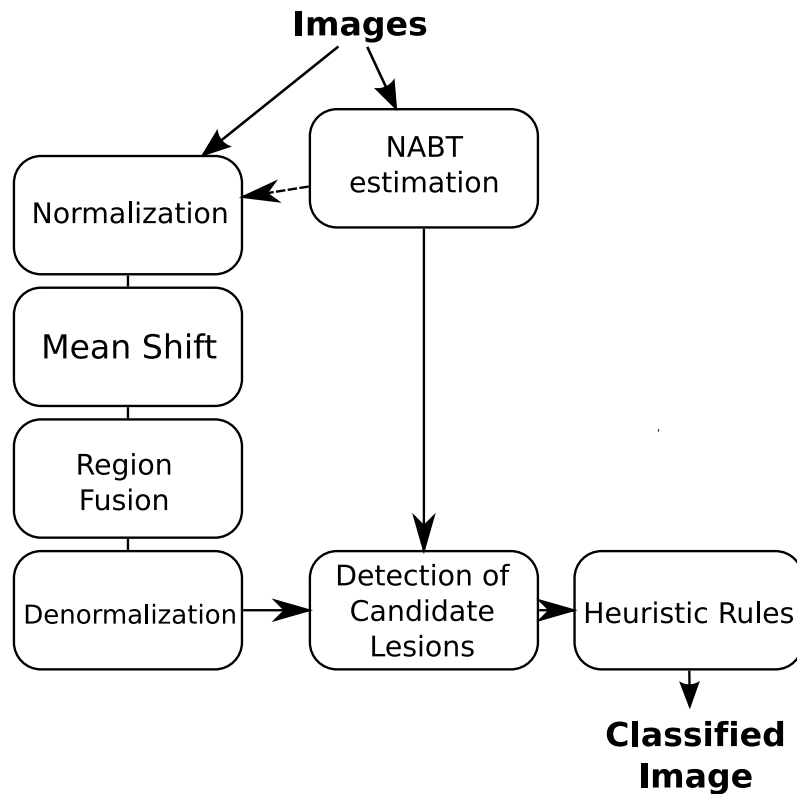 Images
NABT
estimation
Normalization
Mean Shift
Region
Fusion
Denormalization
Detection of
Candidate
Lesions
Heuristic Rules
Classified
Image